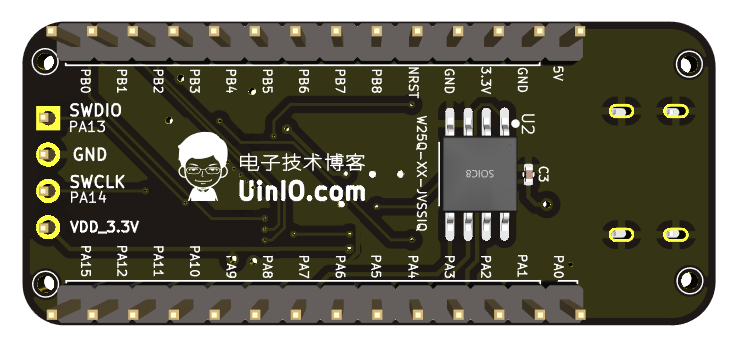 PB0 PB1 PB2 PB3 PB4 PB5 PB6 PB7 PB8 NRST GND 3.3V GND 5V
SWDIO
PA13
GND
SWCLK
PA14
VDD_3.3V
电子技术博客
UinIO.com
W25Q-XX-JVSSIQ
U2
SOIC8
C3
PA15 PA12 PA11 PA10 PA9 PA8 PA7 PA6 PA5 PA4 PA3 PA2 PA1 PA0